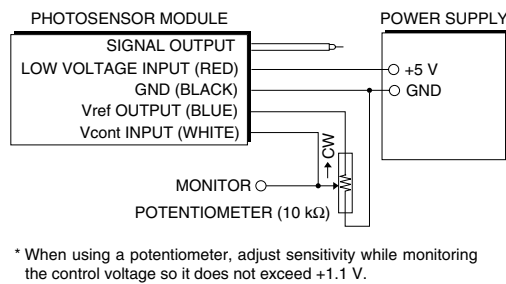 PHOTOSENSOR MODULE
POWER SUPPLY
SIGNAL OUTPUT
LOW VOLTAGE INPUT (RED)
+5 V
GND (BLACK)
GND
Vref OUTPUT (BLUE)
Vcont INPUT (WHITE)
CW
MONITOR
POTENTIOMETER (10 kΩ)
* When using a potentiometer, adjust sensitivity while monitoring
the control voltage so it does not exceed +1.1 V.